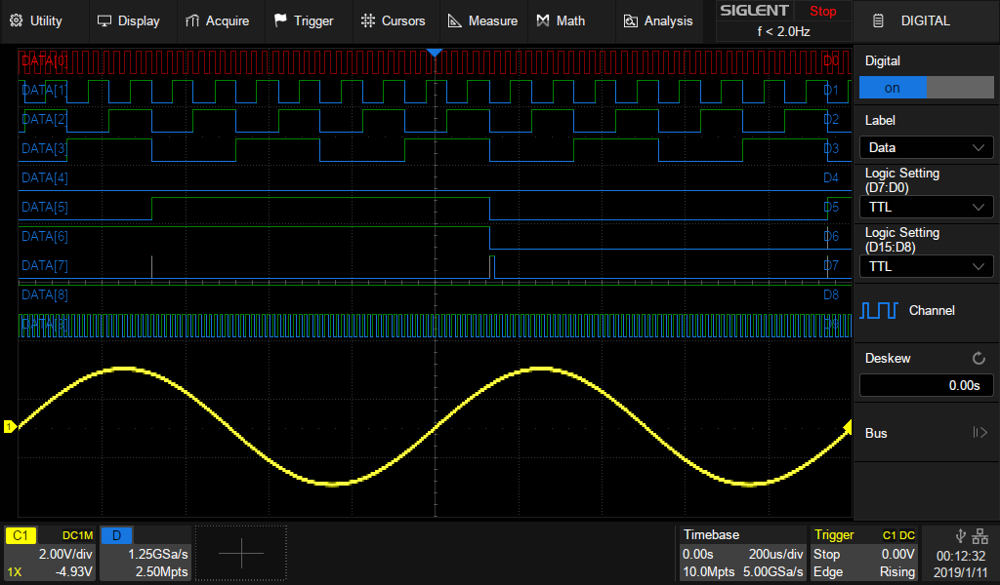 Utility Display Acquire Trigger Cursors Measure Math Analysis SIGLENT Stop DIGITAL
f < 2.0Hz
Digital
on
Label
Data
Logic Setting
(D7:D0)
TTL
Logic Setting
(D15:D8)
TTL
Channel
Deskew
0.00s
Bus
DATA[0] D0
DATA[1] D1
DATA[2] D2
DATA[3] D3
DATA[4] D4
DATA[5] D5
DATA[6] D6
DATA[7] D7
DATA[8] D8
1
C1 DC1M
2.00V/div
1X -4.93V
D
1.25GSa/s
2.50Mpts
Timebase
0.00s 200us/div
10.0Mpts 5.00GSa/s
Trigger C1 DC
Stop 0.00V
Edge Rising
00:12:32
2019/1/11